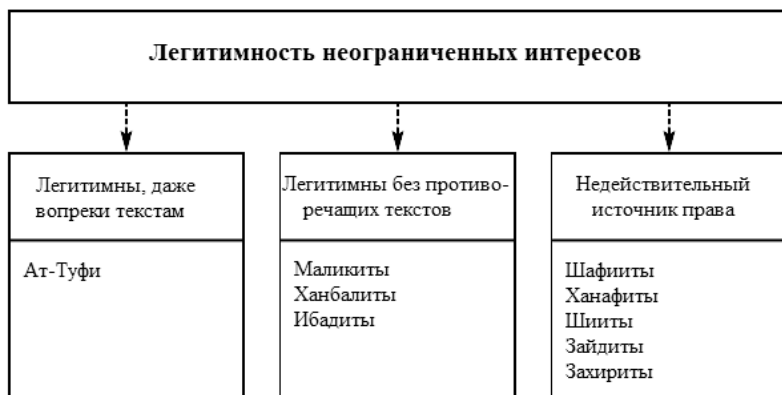 Легитимность неограниченных интересов
Легитимны, даже
вопреки текстам
Ат-Туфи
Легитимны без противо-
речащих текстов
Маликиты
Ханбалиты
Ибадиты
Недействительный
источник права
Шафииты
Ханафиты
Шииты
Зайдиты
Захириты